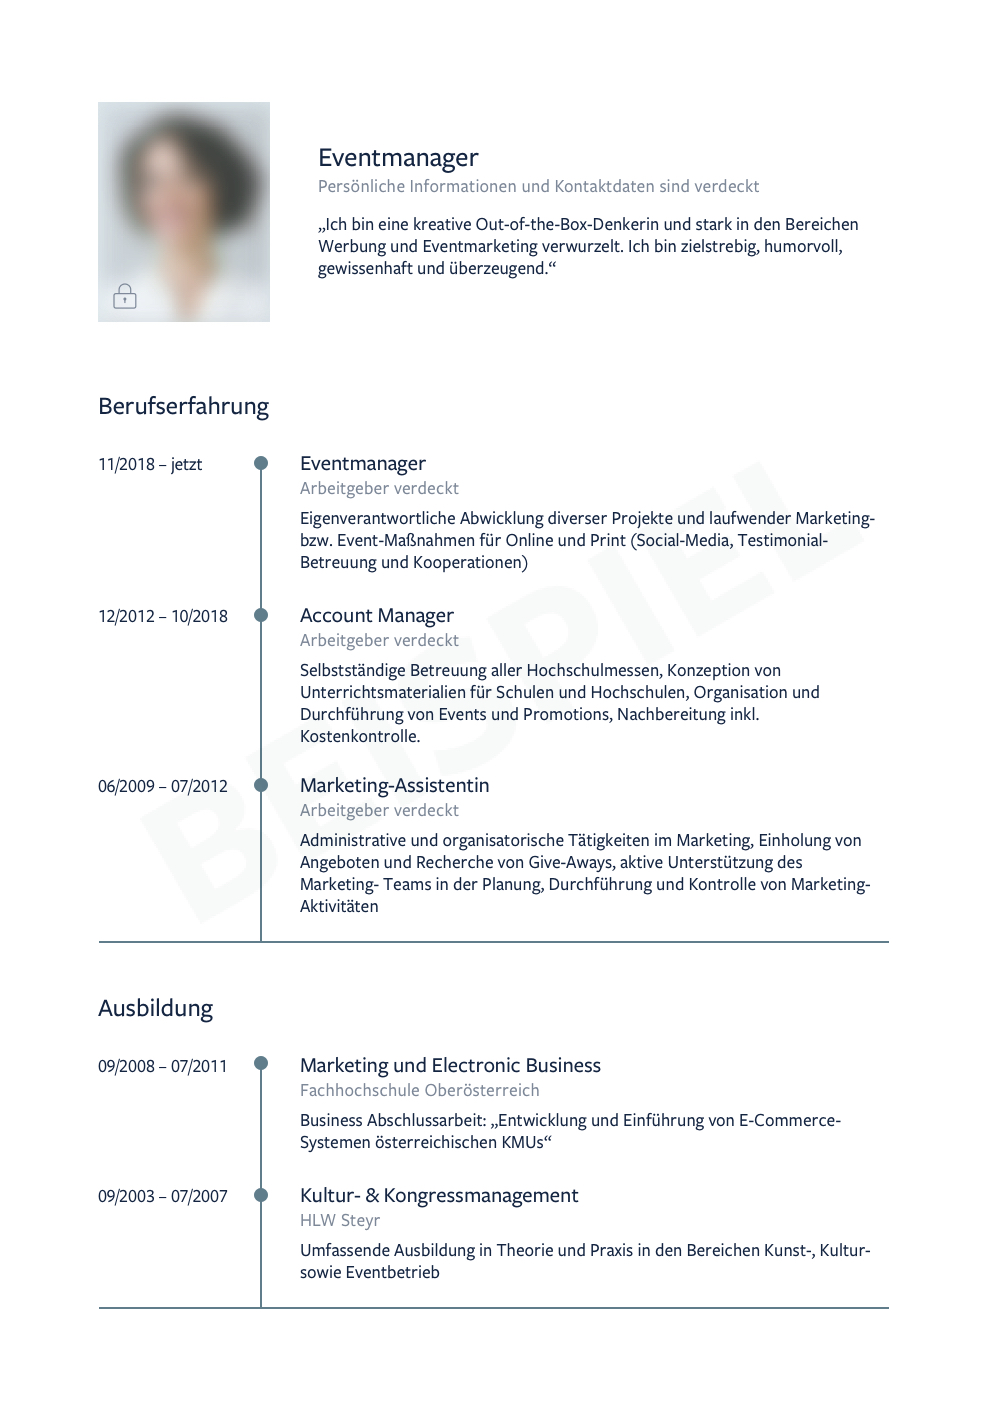 Eventmanager
Persönliche Informationen und Kontaktdaten sind verdeckt
„Ich bin eine kreative Out-of-the-Box-Denkerin und stark in den Bereichen
Werbung und Eventmarketing verwurzelt. Ich bin zielstrebig, humorvoll,
gewissenhaft und überzeugend.“
Berufserfahrung
11/2018 – jetzt
Eventmanager
Arbeitgeber verdeckt
Eigenverantwortliche Abwicklung diverser Projekte und laufwender Marketing-
bzw. Event-Maßnahmen für Online und Print (Social-Media, Testimonial-
Betreuung und Kooperationen)
12/2012 – 10/2018
Account Manager
Arbeitgeber verdeckt
Selbstständige Betreuung aller Hochschulmessen, Konzeption von
Unterrichtsmaterialien für Schulen und Hochschulen, Organisation und
Durchführung von Events und Promotions, Nachbereitung inkl.
Kostenkontrolle.
06/2009 – 07/2012
Marketing-Assistentin
Arbeitgeber verdeckt
Administrative und organisatorische Tätigkeiten im Marketing, Einholung von
Angeboten und Recherche von Give-Aways, aktive Unterstützung des
Marketing- Teams in der Planung, Durchführung und Kontrolle von Marketing-
Aktivitäten
BEISPIEL
Ausbildung
09/2008 – 07/2011
Marketing und Electronic Business
Fachhochschule Oberösterreich
Business Abschlussarbeit: „Entwicklung und Einführung von E-Commerce-
Systemen österreichischen KMUs“
09/2003 – 07/2007
Kultur- & Kongressmanagement
HLW Steyr
Umfassende Ausbildung in Theorie und Praxis in den Bereichen Kunst-, Kultur-
sowie Eventbetrieb